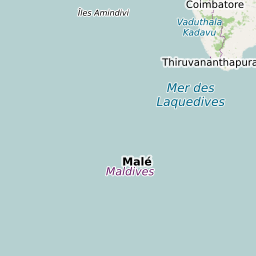 Coimbatore
Îles Amindivi
Vaduthala
Kadavu
Thiruvananthapura
Mer des
Laquedives
Malé
Maldives